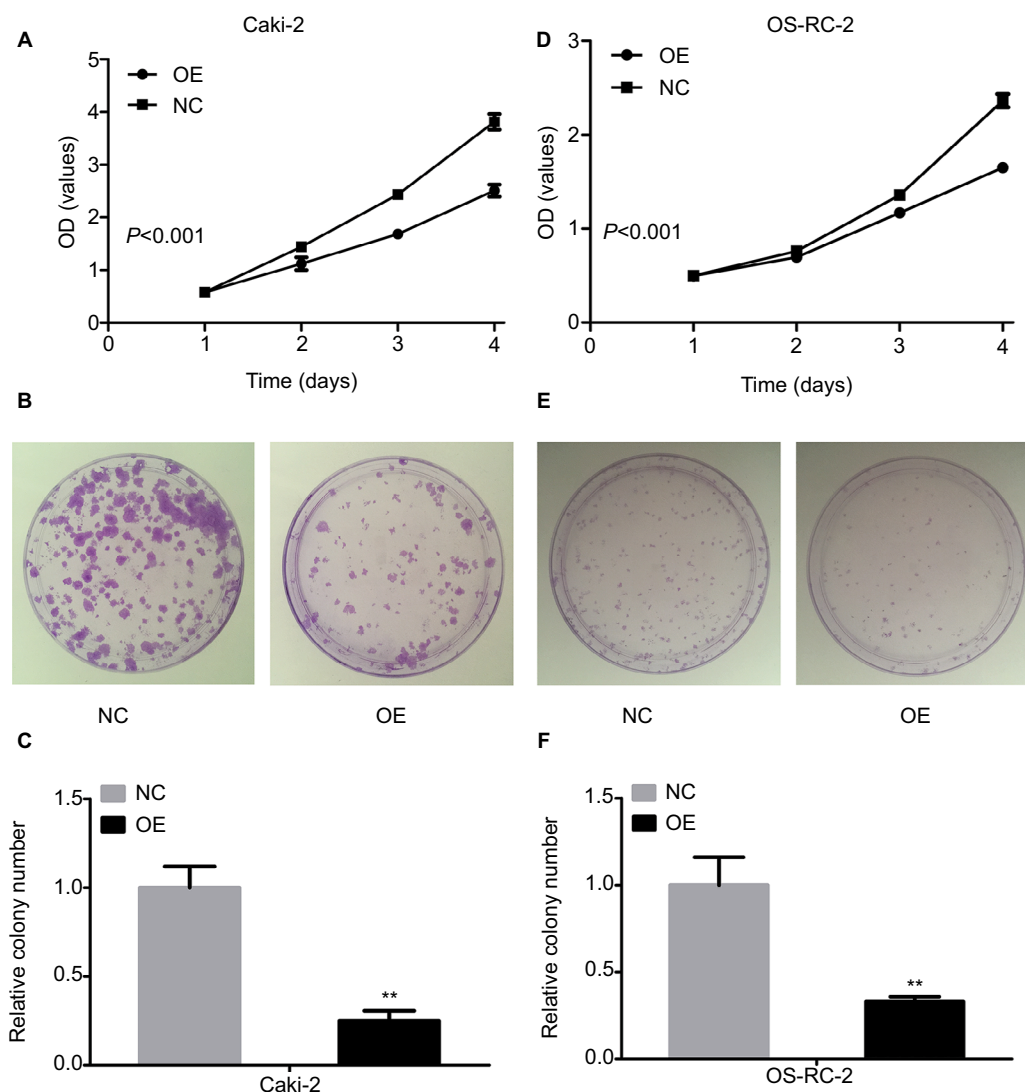 A
Caki-2
OE
NC
OD (values)
5
4
3
2
1
0
P<0.001
0
1
2
3
4
Time (days)
D
OS-RC-2
OE
NC
OD (values)
3
2
1
0
P<0.001
0
1
2
3
4
Time (days)
B
NC
OE
E
NC
OE
C
NC
OE
Relative colony number
1.5
1.0
0.5
0.0
**
Caki-2
F
NC
OE
Relative colony number
1.5
1.0
0.5
0.0
**
OS-RC-2